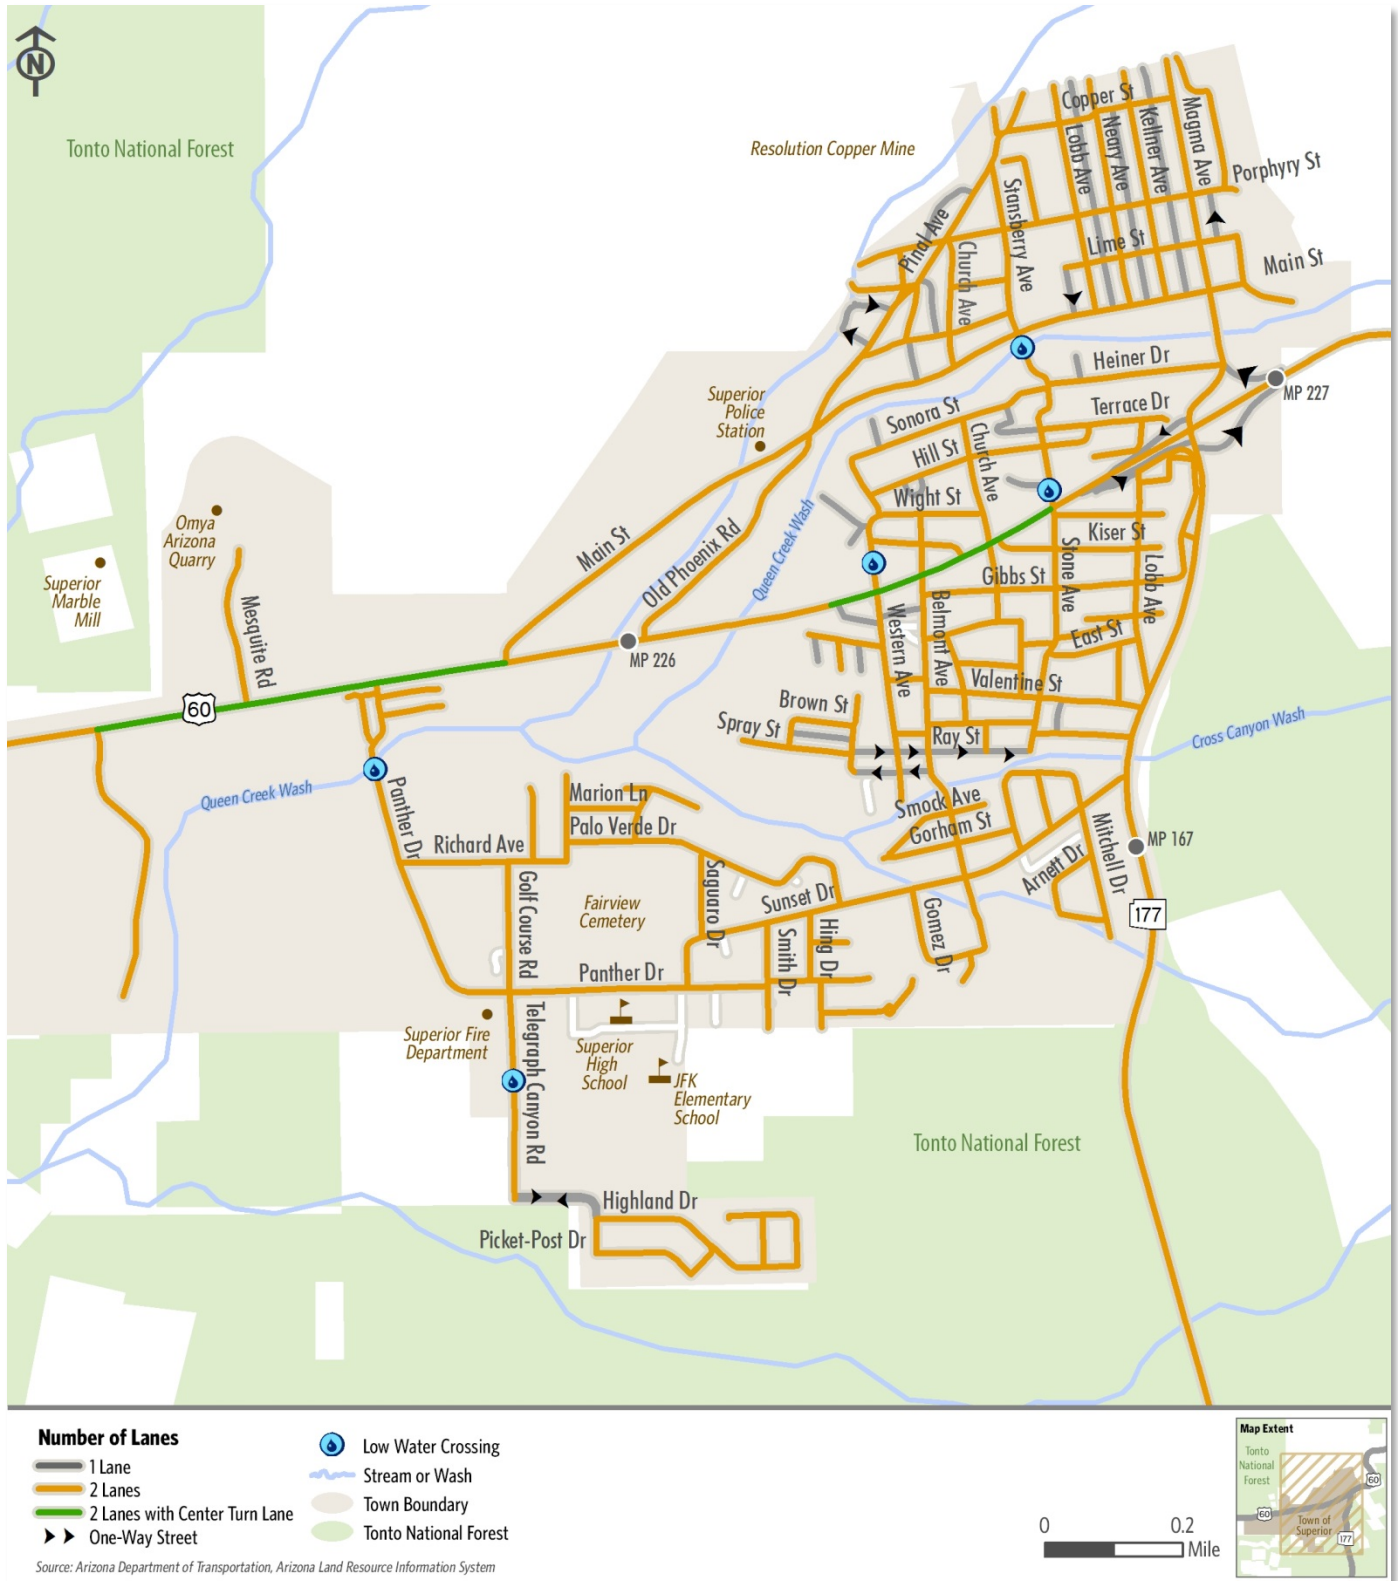 N
Tonto National Forest
Resolution Copper Mine
Copper St
Lobb Ave
Neary Ave
Kellner Ave
Magma Ave
Porphyry St
Stansberry Ave
Pinal Ave
Church Ave
Lime St
Main St
Heiner Dr
MP 227
Superior
Police
Station
Sonora St
Terrace Dr
Hill St
Church Ave
Wight St
Omya
Arizona
Quarry
Superior
Marble
Mill
Main St
Old Phoenix Rd
Queen Creek Wash
Kiser St
Stone Ave
Lobb Ave
Gibbs St
Mesquite Rd
Western Ave
Belmont Ave
East St
MP 226
Valentine St
60
Brown St
Spray St
Ray St
Cross Canyon Wash
Queen Creek Wash
Panther Dr
Marion Ln
Smock Ave
Palo Verde Dr
Gorham St
Richard Ave
Mitchell Dr
MP 167
Arnett Dr
Saguaro Dr
Golf Course Rd
Fairview
Cemetery
Sunset Dr
Gomez Dr
177
Smith Dr
Hing Dr
Panther Dr
Superior Fire
Department
Telegraph Canyon Rd
Superior
High
School
JFK
Elementary
School
Tonto National Forest
Highland Dr
Picket-Post Dr
Number of Lanes
1 Lane
2 Lanes
2 Lanes with Center Turn Lane
One-Way Street
Low Water Crossing
Stream or Wash
Town Boundary
Tonto National Forest
0 0.2
Mile
Map Extent
Tonto
National
Forest
60
60
Town of
Superior
177
Source: Arizona Department of Transportation, Arizona Land Resource Information System